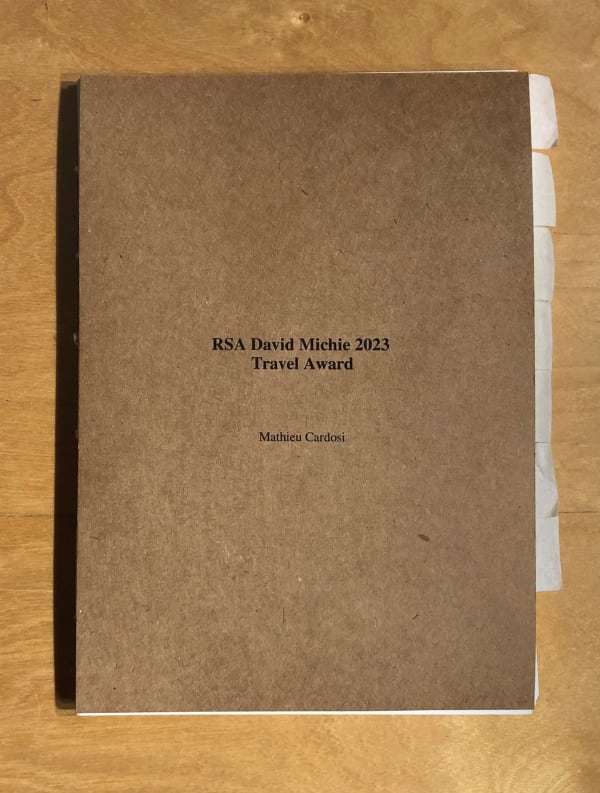 RSA David Michie 2023
Travel Award
Mathieu Cardosi